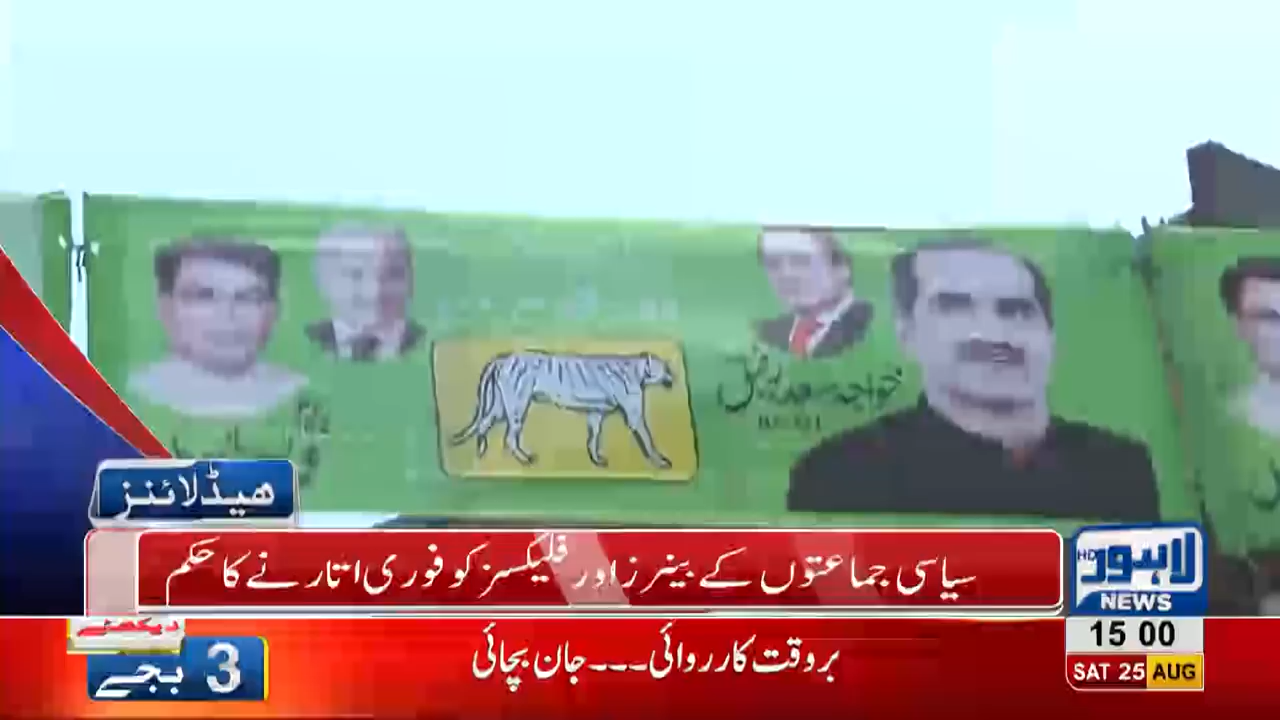 خواجہ سعد رفیق
ھیڈلائنز
سیاسی جماعتوں کے بینرز اور فلیکسز کو فوری اتارنے کا حکم
HD
لاہور
NEWS
دیکھئے
3 بجے
بروقت کارروائی ۔۔۔ جان بچائی
15 00
SAT 25 AUG